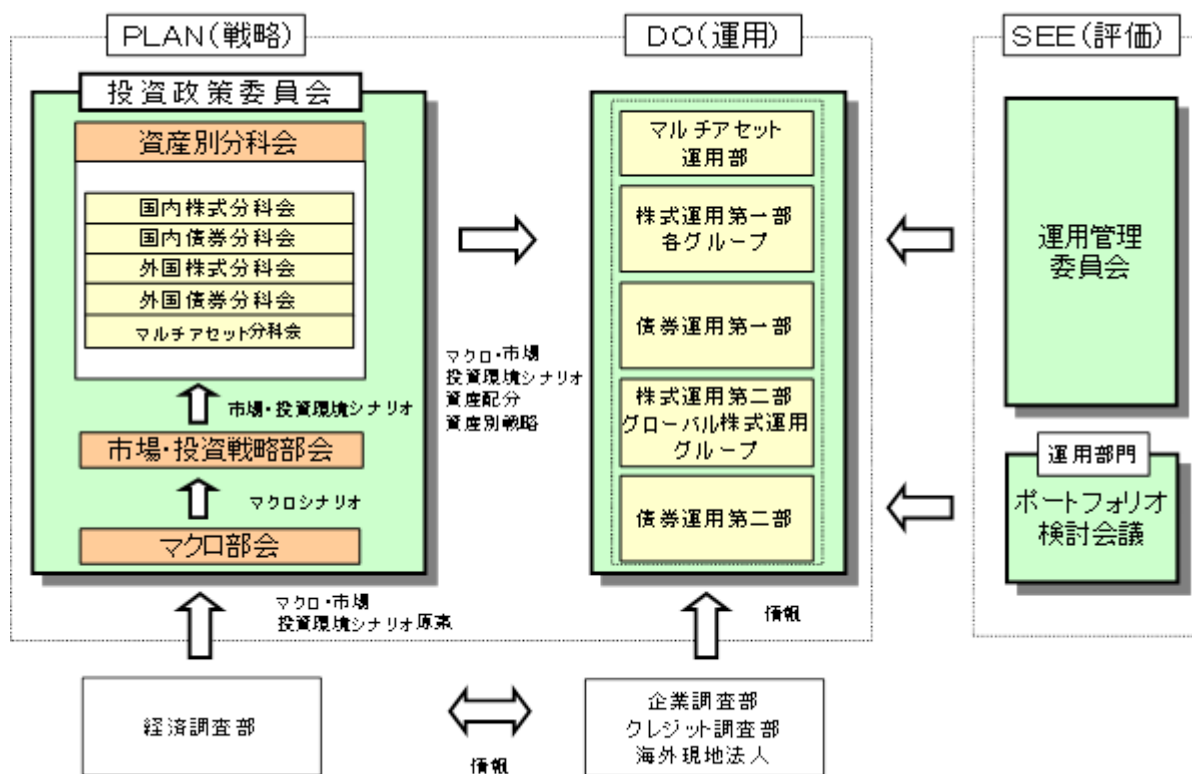 PLAN(戦略)
投資政策委員会
資産別分科会
国内株式分科会
国内債券分科会
外国株式分科会
外国債券分科会
マルチアセット分科会
市場・投資環境シナリオ
市場・投資戦略部会
マクロシナリオ
マクロ部会
マクロ・市場
投資環境シナリオ
資産配分
資産別戦略
DO(運用)
マルチアセット
運用部
株式運用第一部
各グループ
債券運用第一部
株式運用第二部
グローバル株式運用
グループ
債券運用第二部
SEE(評価)
運用管理
委員会
運用部門
ポートフォリオ
検討会議
マクロ・市場
投資環境シナリオ原案
情報
経済調査部
情報
企業調査部
クレジット調査部
海外現地法人